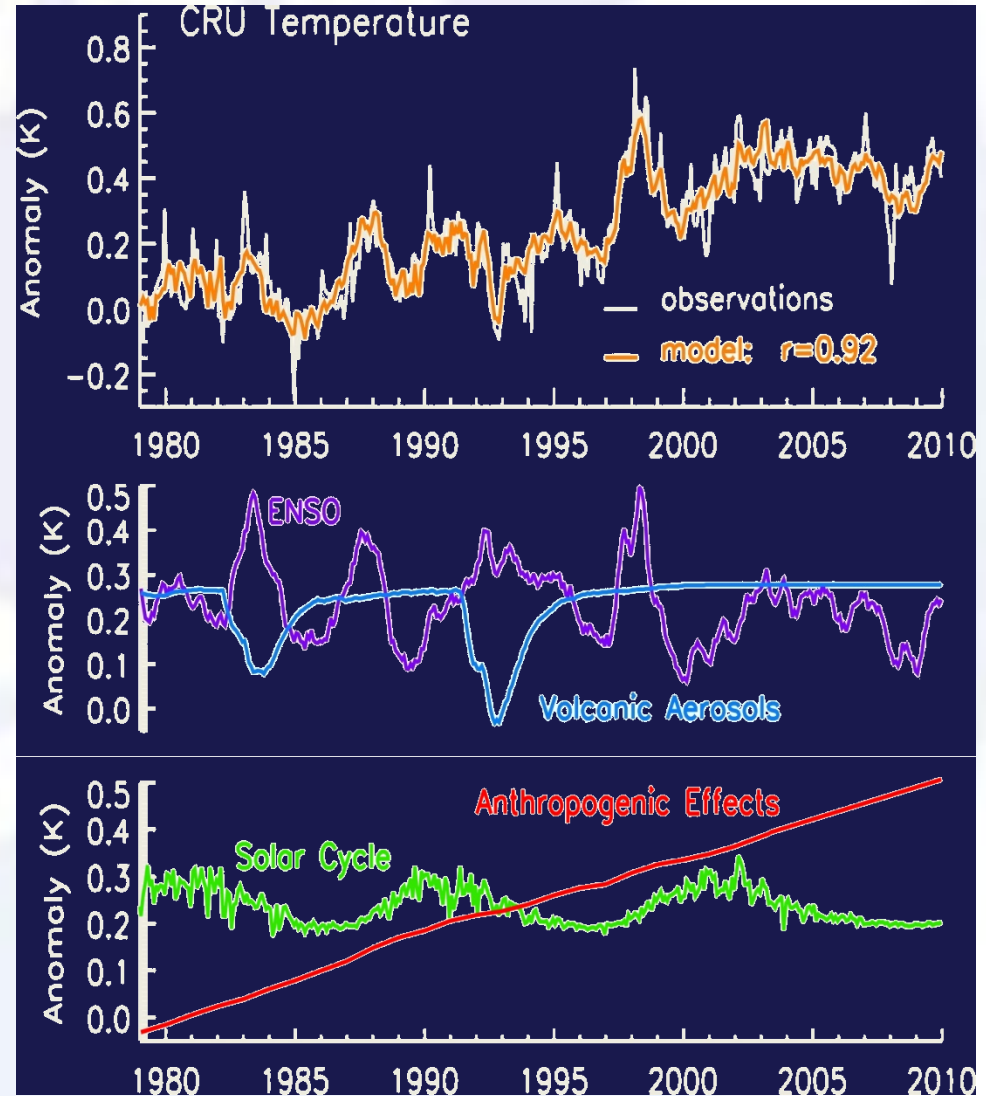 CRU Temperature
Anomaly (K)
0.8
0.6
0.4
0.2
0.0
−0.2
observations
model: r=0.92
1980 1985 1990 1995 2000 2005 2010
Anomaly (K)
0.5
0.4
0.3
0.2
0.1
0.0
ENSO
Volcanic Aerosols
Anomaly (K)
0.5
0.4
0.3
0.2
0.1
0.0
Anthropogenic Effects
Solar Cycle
1980 1985 1990 1995 2000 2005 2010